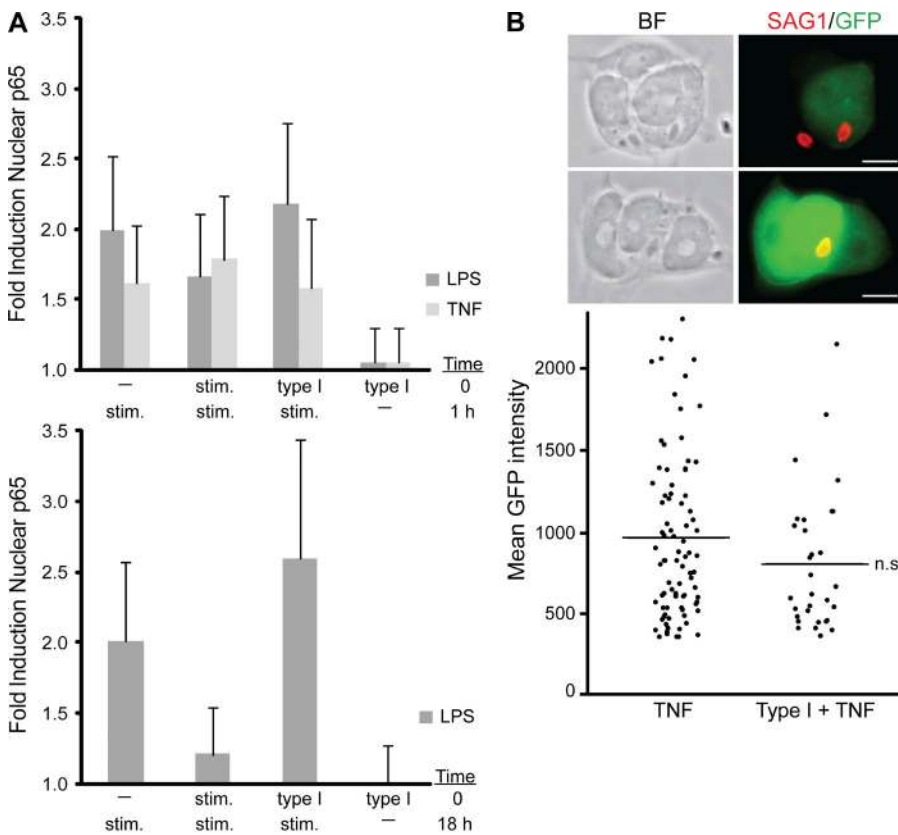 A
Fold Induction Nuclear p65
3.5
3.0
2.5
2.0
1.5
1.0
LPS
TNF
Time
— stim. type I type I 0
stim. stim. stim. — 1 h
Fold Induction Nuclear p65
3.5
3.0
2.5
2.0
1.5
1.0
LPS
Time
— stim. type I type I 0
stim. stim. stim. — 18 h
B
BF SAG1/GFP
Mean GFP intensity
2000
1500
1000
500
0
n.s
TNF Type I + TNF